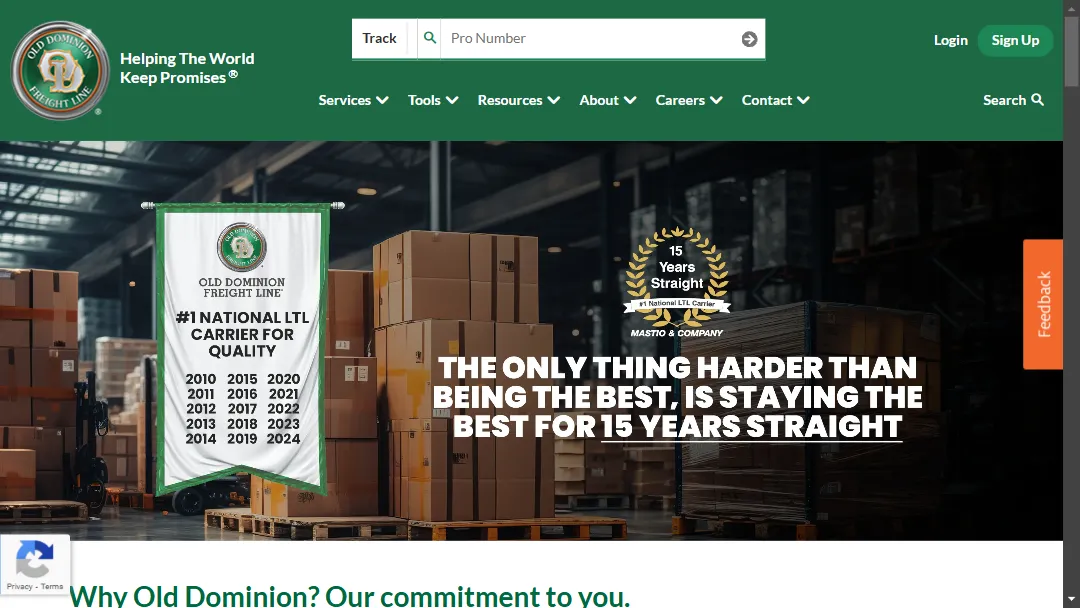 OLD DOMINION
FREIGHT LINE
®
Helping The World
Keep Promises ®
Track
Pro Number
Login
Sign Up
Services
Tools
Resources
About
Careers
Contact
Search
OLD DOMINION
FREIGHT LINE
OLD DOMINION
FREIGHT LINE®
#1 NATIONAL LTL
CARRIER FOR
QUALITY
2010 2015 2020
2011 2016 2021
2012 2017 2022
2013 2018 2023
2014 2019 2024
15
Years
Straight
#1 National LTL Carrier
MASTIO & COMPANY
THE ONLY THING HARDER THAN
BEING THE BEST, IS STAYING THE
BEST FOR 15 YEARS STRAIGHT
Feedback
Privacy - Terms
Why Old Dominion? Our commitment to you.